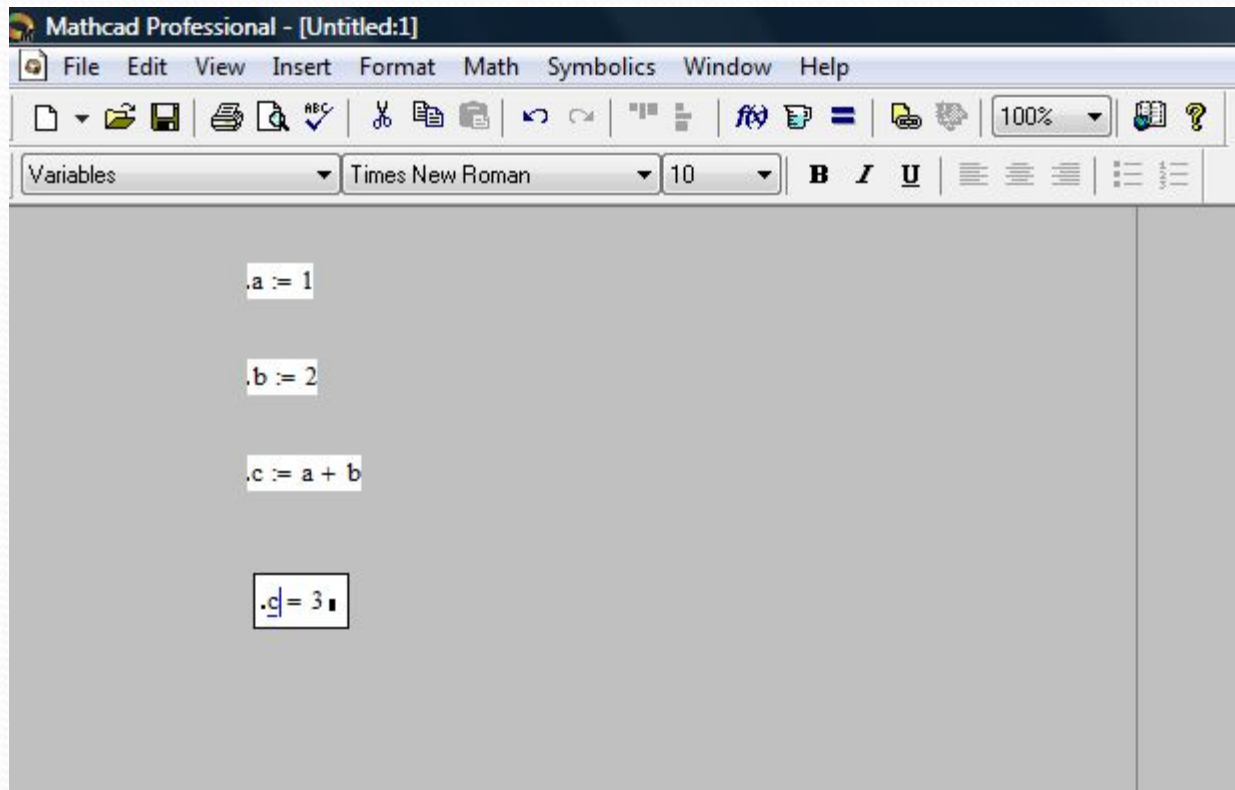 Mathcad Professional - [Untitled:1]
File Edit View Insert Format Math Symbolics Window Help
ABC f(x) = 100% ?
Variables Times New Roman 10 B I U
.a := 1
.b := 2
.c := a + b
.c = 3